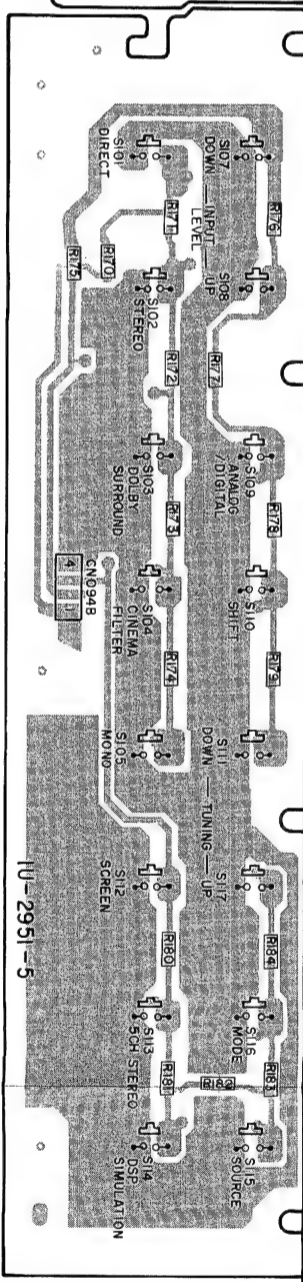 R176
R178
R179
R184
R183
S107
S108
S109
S110
S111
S117
S116
S115
DOWN — INPUT — UP
LEVEL
R177
ANALOG
/DIGITAL
SHIFT
DOWN — TUNING — UP
MODE
SOURCE
R171
R172
R173
R174
R180
R181
S101
DIRECT
S102
STEREO
S103
DOLBY
SURROUND
S104
CINEMA
FILTER
S105
MONO
S112
SCREEN
S113
5CH STEREO
S114
DSP
SIMULATION
R170
R175
CN094B
4
1
1U-2951-5